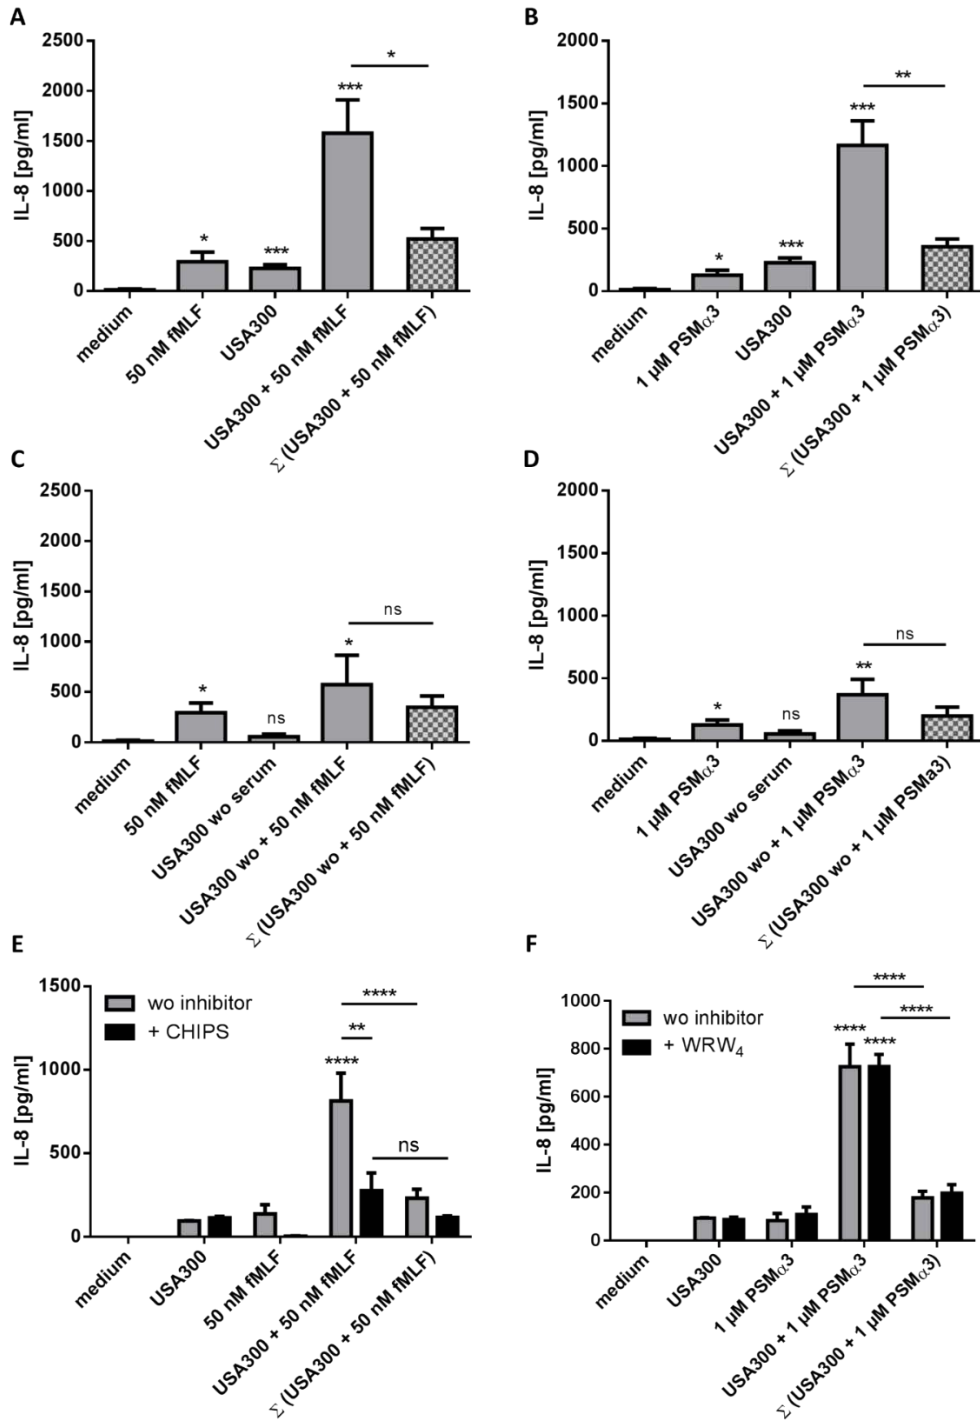 A
2500
2000
1500
1000
500
0
IL-8 [pg/ml]
*
***
***
*
medium
50 nM fMLF
USA300
USA300 + 50 nM fMLF
Σ (USA300 + 50 nM fMLF)
B
2000
1500
1000
500
0
IL-8 [pg/ml]
*
***
***
**
medium
1 µM PSMα3
USA300
USA300 + 1 µM PSMα3
Σ (USA300 + 1 µM PSMα3)
C
2500
2000
1500
1000
500
0
IL-8 [pg/ml]
*
ns
*
ns
medium
50 nM fMLF
USA300 wo serum
USA300 wo + 50 nM fMLF
Σ (USA300 wo + 50 nM fMLF)
D
2000
1500
1000
500
0
IL-8 [pg/ml]
*
ns
**
ns
medium
1 µM PSMα3
USA300 wo serum
USA300 wo + 1 µM PSMα3
Σ (USA300 wo + 1 µM PSMa3)
E
1500
1000
500
0
IL-8 [pg/ml]
wo inhibitor
+ CHIPS
****
**
****
ns
medium
USA300
50 nM fMLF
USA300 + 50 nM fMLF
Σ (USA300 + 50 nM fMLF)
F
1000
800
600
400
200
0
IL-8 [pg/ml]
wo inhibitor
+ WRW₄
****
****
****
****
medium
USA300
1 µM PSMα3
USA300 + 1 µM PSMα3
Σ (USA300 + 1 µM PSMα3)